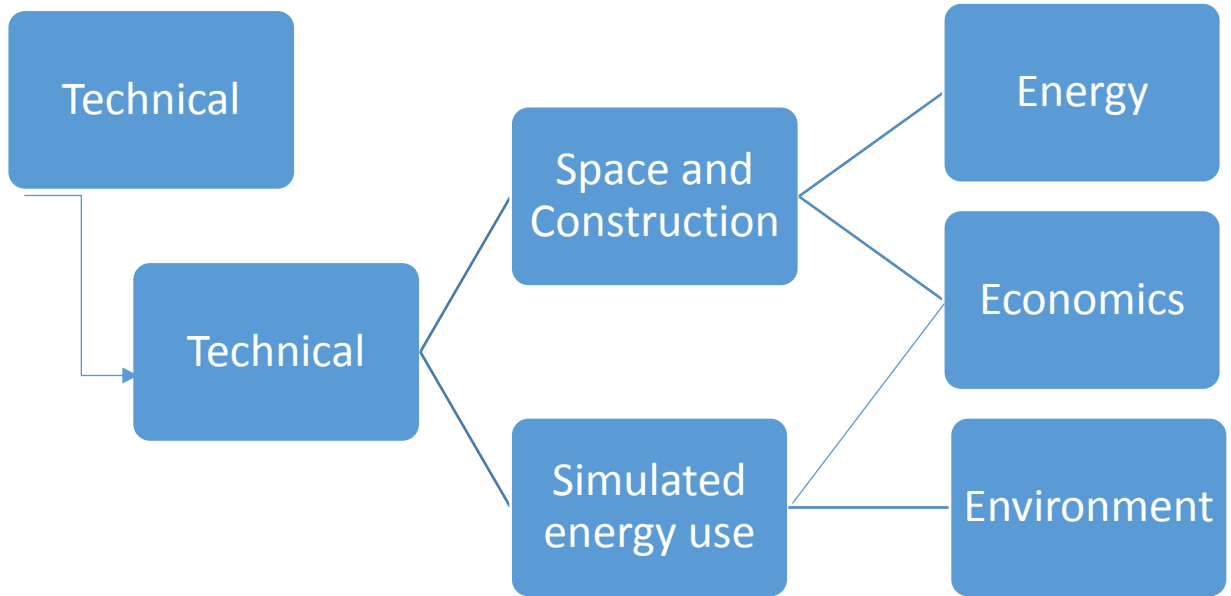 Technical
Technical
Space and
Construction
Simulated
energy use
Energy
Economics
Environment